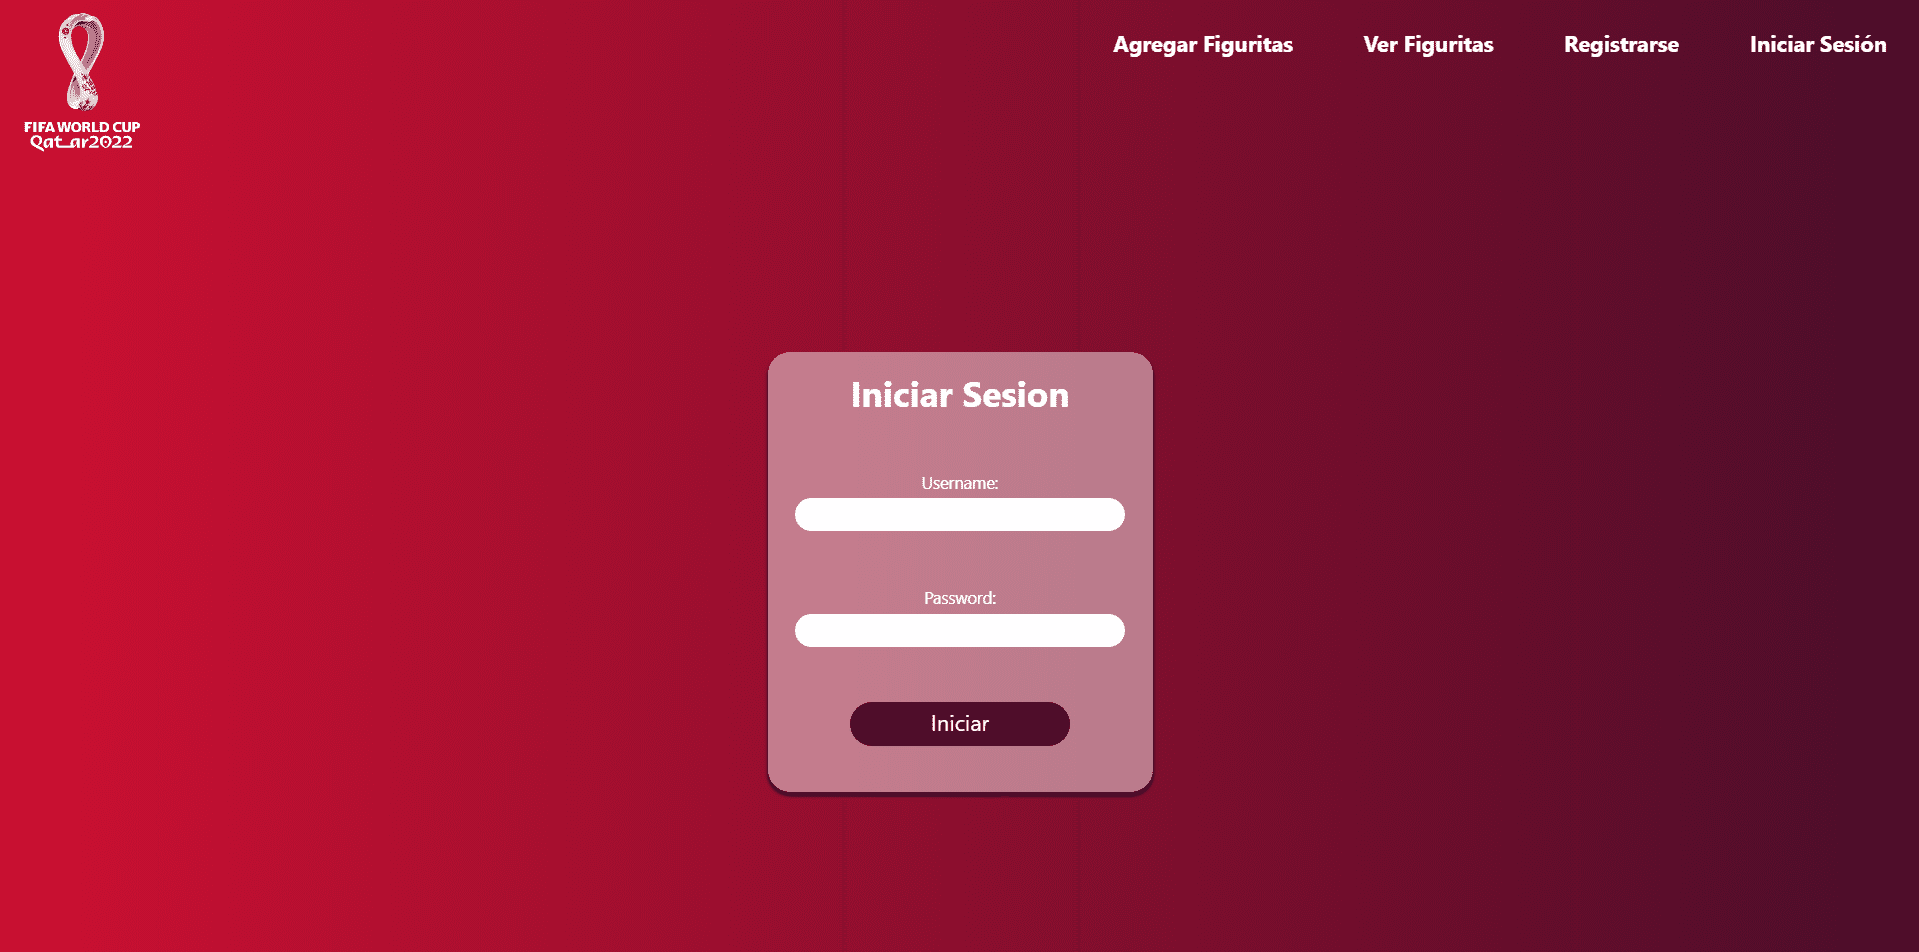 FIFA WORLD CUP
Qatar2022
Agregar Figuritas
Ver Figuritas
Registrarse
Iniciar Sesión
Iniciar Sesion
Username:
Password:
Iniciar